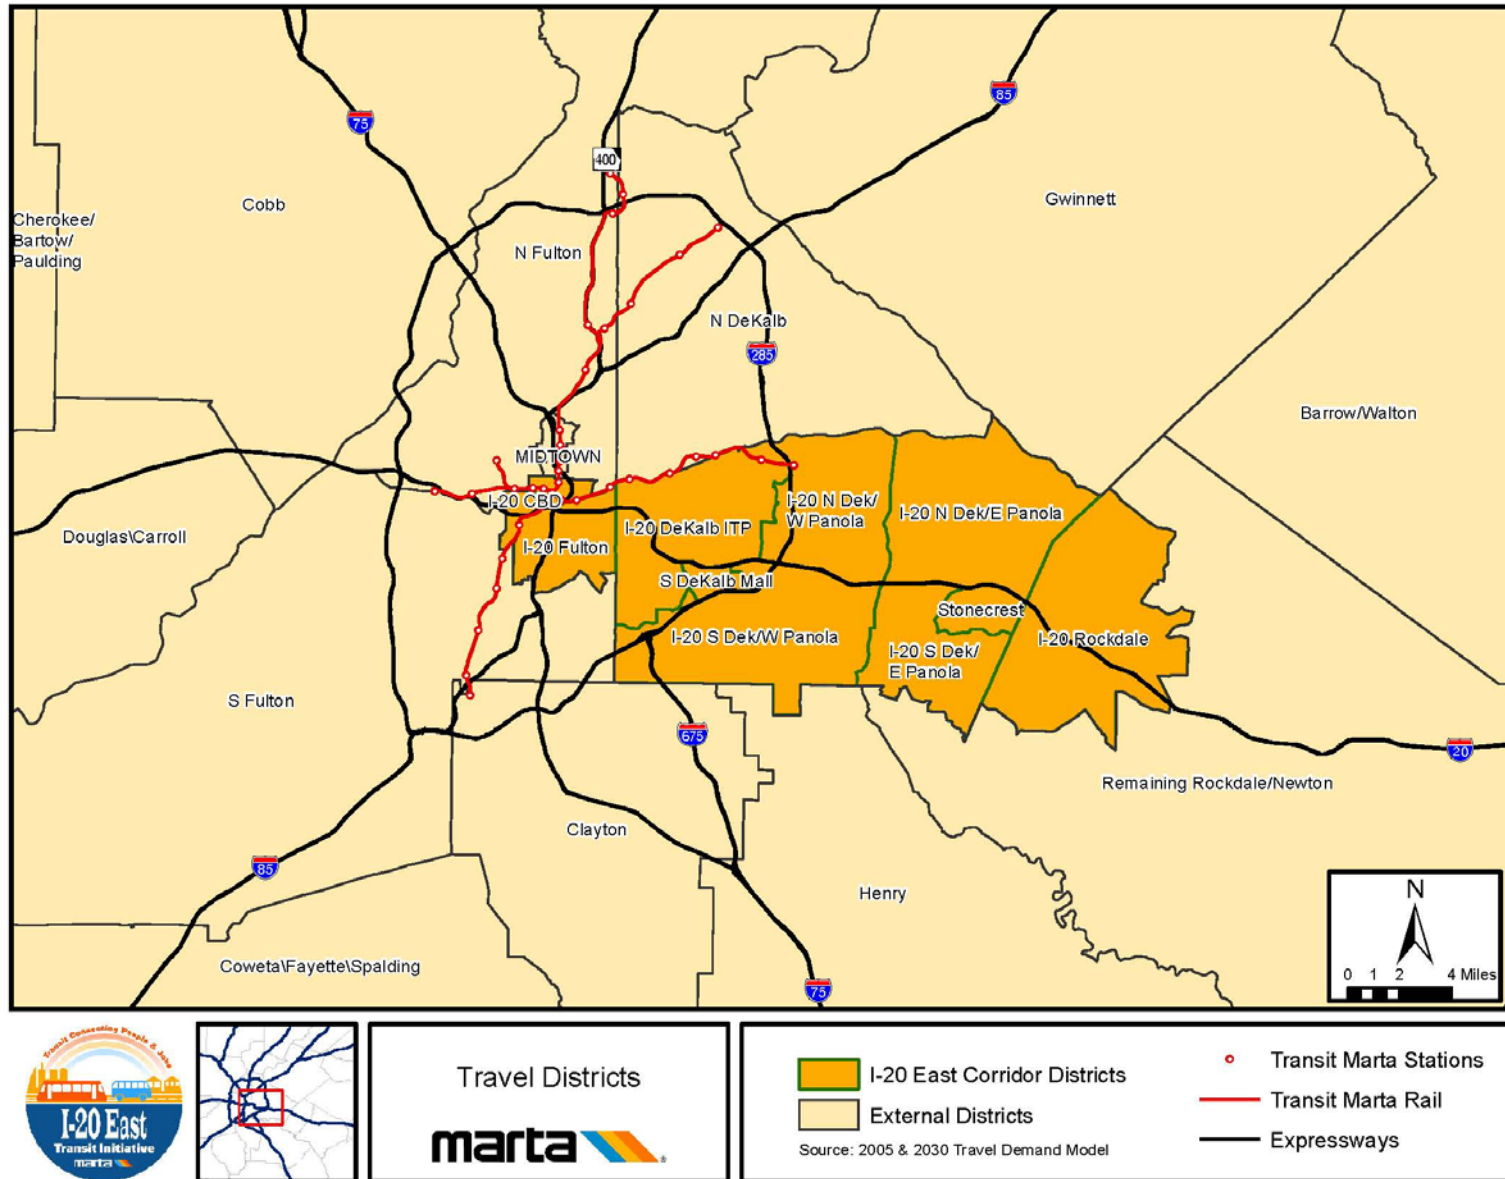 75
85
400
Cobb
Gwinnett
Cherokee/
Bartow/
Paulding
N Fulton
N DeKalb
285
Barrow/Walton
MIDTOWN
I-20 CBD
I-20 N Dek/
W Panola
I-20 N Dek/E Panola
I-20 DeKalb ITP
Douglas\Carroll
I-20 Fulton
S DeKalb Mall
Stonecrest
I-20 S Dek/W Panola
I-20 Rockdale
I-20 S Dek/
E Panola
S Fulton
675
20
Remaining Rockdale/Newton
Clayton
85
Henry
N
0 1 2 4 Miles
Coweta\Fayette\Spalding
75
Transit Connecting People & Jobs
I-20 East
Transit Initiative
marta
Travel Districts
marta
I-20 East Corridor Districts
External Districts
Source: 2005 & 2030 Travel Demand Model
Transit Marta Stations
Transit Marta Rail
Expressways